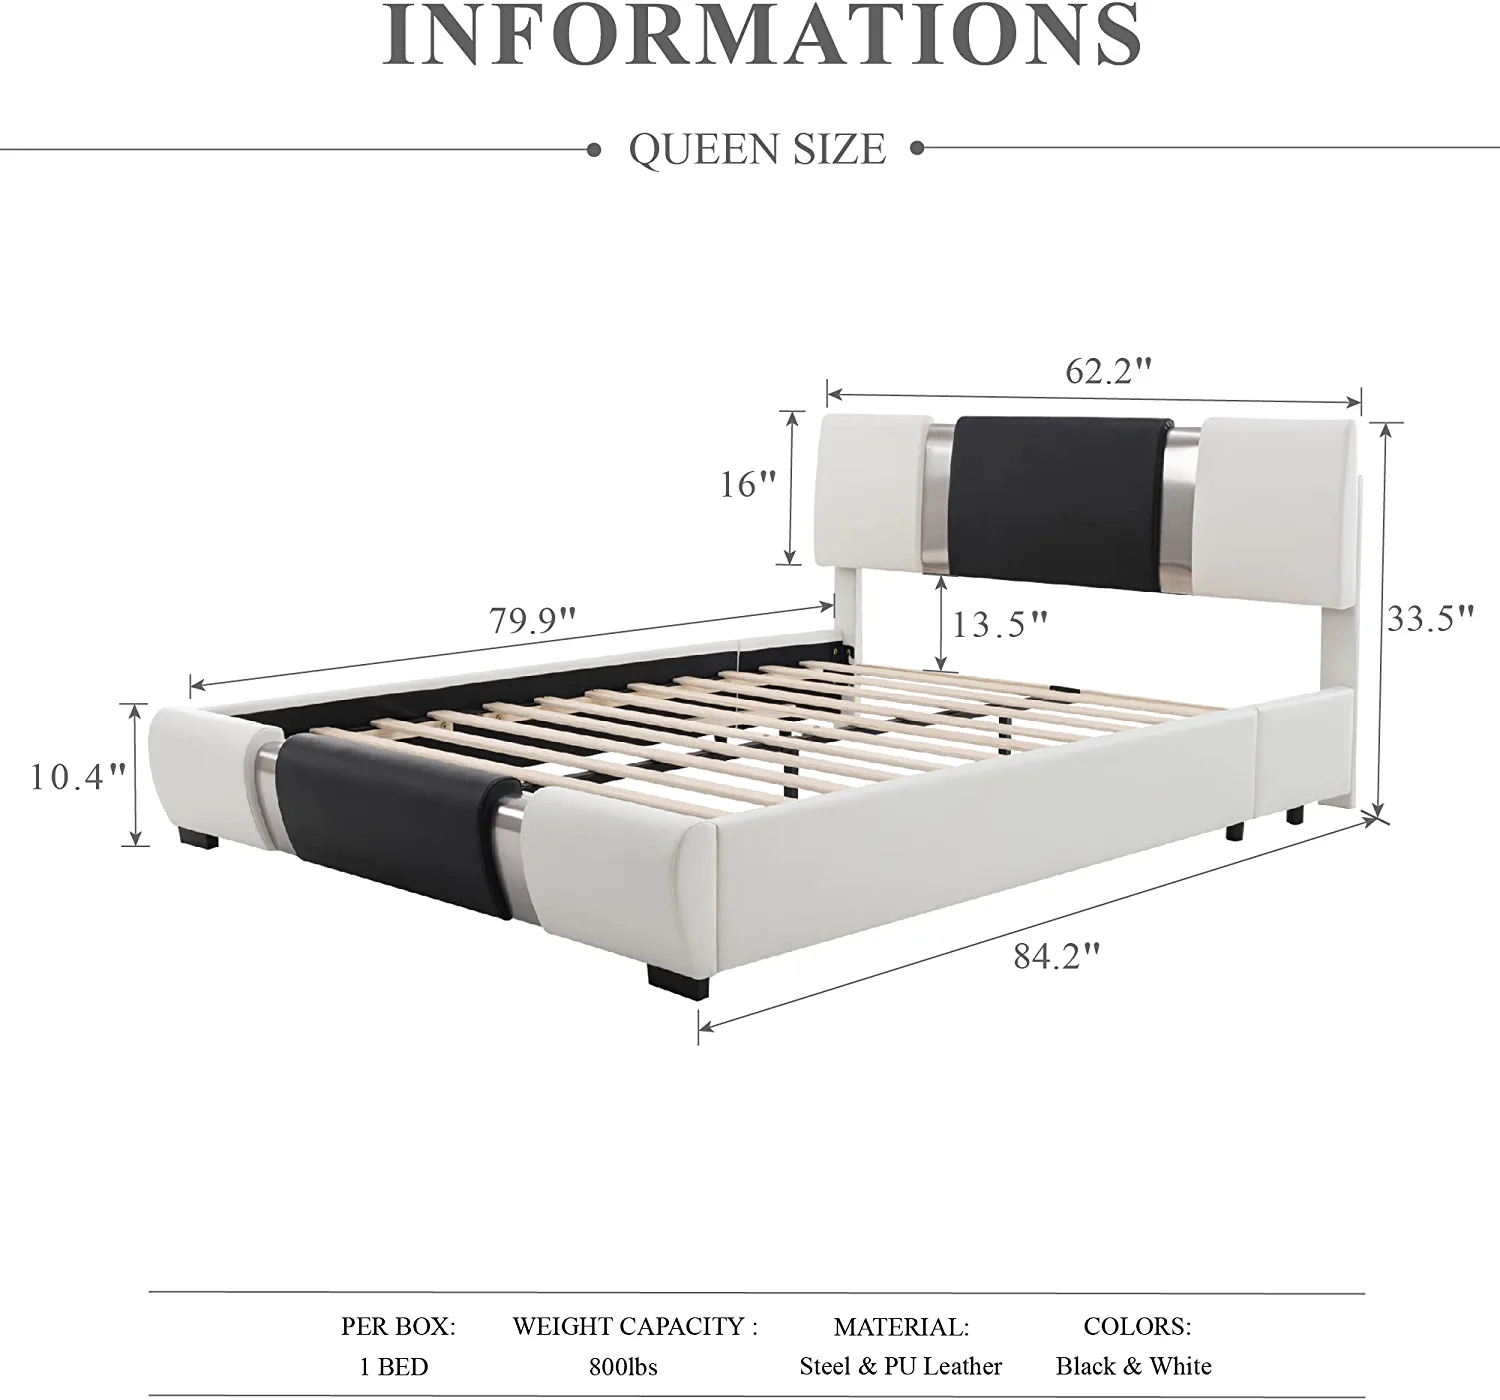 INFORMATIONS
QUEEN SIZE
62.2"
16"
79.9"
13.5"
33.5"
10.4"
84.2"
PER BOX: WEIGHT CAPACITY : MATERIAL: COLORS:
1 BED 800lbs Steel & PU Leather Black & White